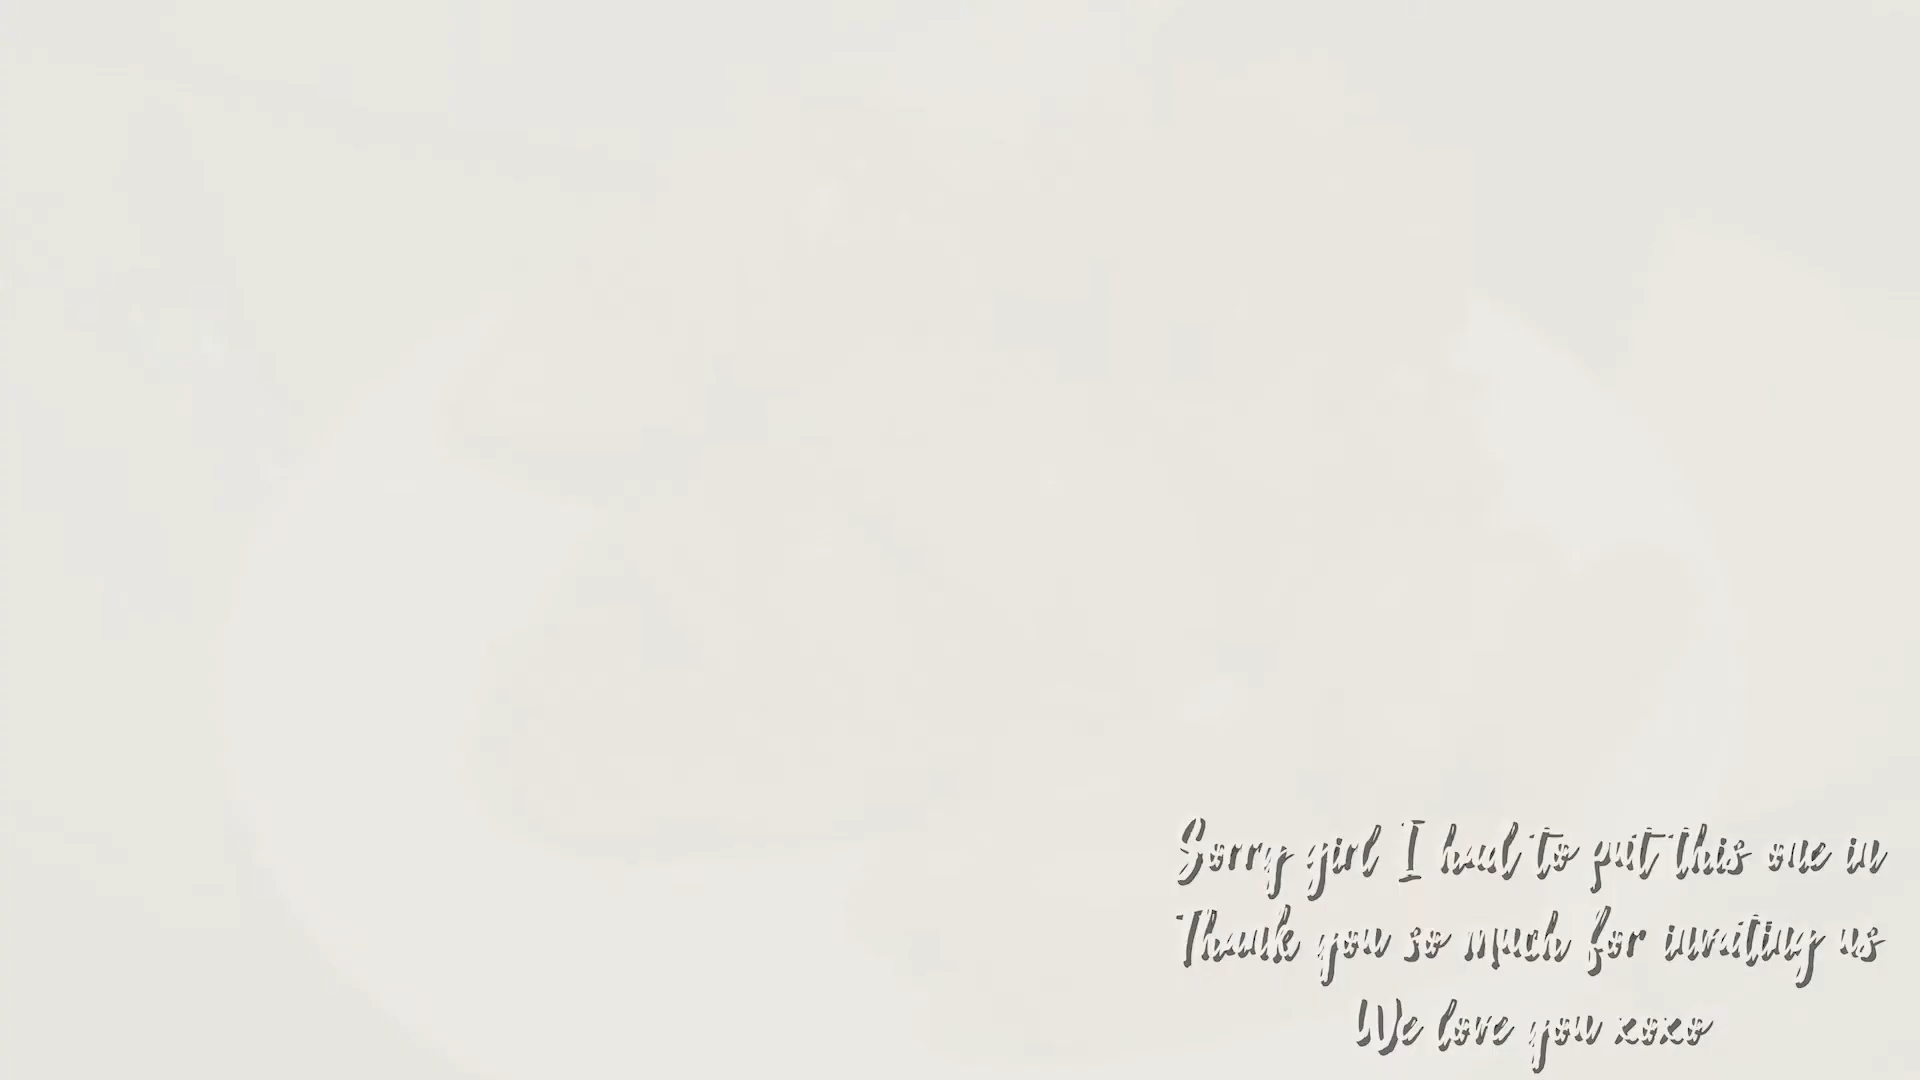 Sorry girl I had to put this one in
Thank you so much for inviting us
We love you xoxo